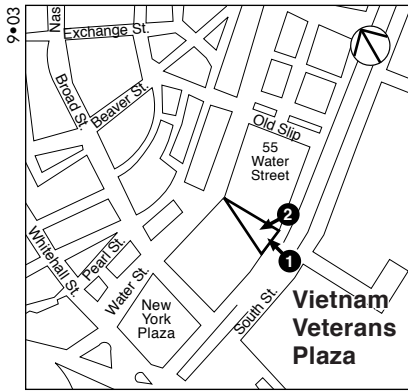 9•03
Nas
Exchange St.
Broad St.
Beaver St.
Old Slip
55
Water
Street
2
1
Whitehall St.
Pearl St.
Water St.
New
York
Plaza
South St.
Vietnam
Veterans
Plaza